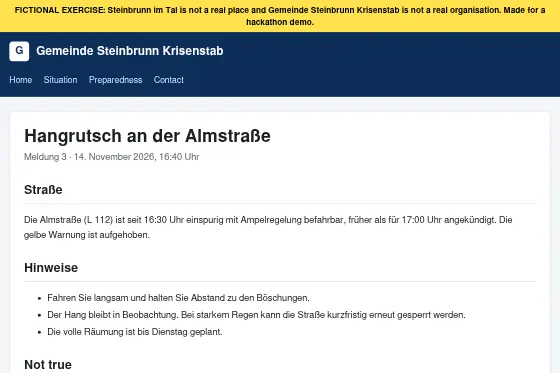 FICTIONAL EXERCISE: Steinbrunn im Tal is not a real place and Gemeinde Steinbrunn Krisenstab is not a real organisation. Made for a
hackathon demo.
G Gemeinde Steinbrunn Krisenstab
Home Situation Preparedness Contact
Hangrutsch an der Almstraße
Meldung 3 · 14. November 2026, 16:40 Uhr
Straße
Die Almstraße (L 112) ist seit 16:30 Uhr einspurig mit Ampelregelung befahrbar, früher als für 17:00 Uhr angekündigt. Die
gelbe Warnung ist aufgehoben.
Hinweise
• Fahren Sie langsam und halten Sie Abstand zu den Böschungen.
• Der Hang bleibt in Beobachtung. Bei starkem Regen kann die Straße kurzfristig erneut gesperrt werden.
• Die volle Räumung ist bis Dienstag geplant.
Not true